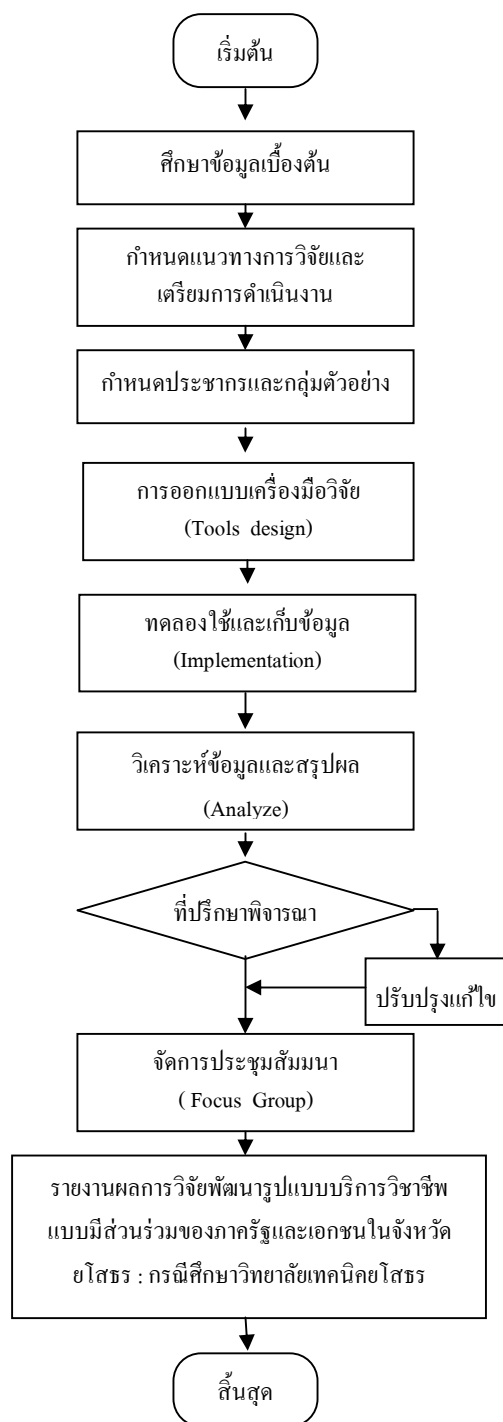 เริ่มต้น
ศึกษาข้อมูลเบื้องต้น
กำหนดแนวทางการวิจัยและ
เตรียมการดำเนินงาน
กำหนดประชากรและกลุ่มตัวอย่าง
การออกแบบเครื่องมือวิจัย
(Tools design)
ทดลองใช้และเก็บข้อมูล
(Implementation)
วิเคราะห์ข้อมูลและสรุปผล
(Analyze)
ที่ปรึกษาพิจารณา
ปรับปรุงแก้ไข
จัดการประชุมสัมมนา
( Focus Group)
รายงานผลการวิจัยพัฒนารูปแบบบริการวิชาชีพ
แบบมีส่วนร่วมของภาครัฐและเอกชนในจังหวัด
ยโสธร : กรณีศึกษาวิทยาลัยเทคนิคยโสธร
สิ้นสุด